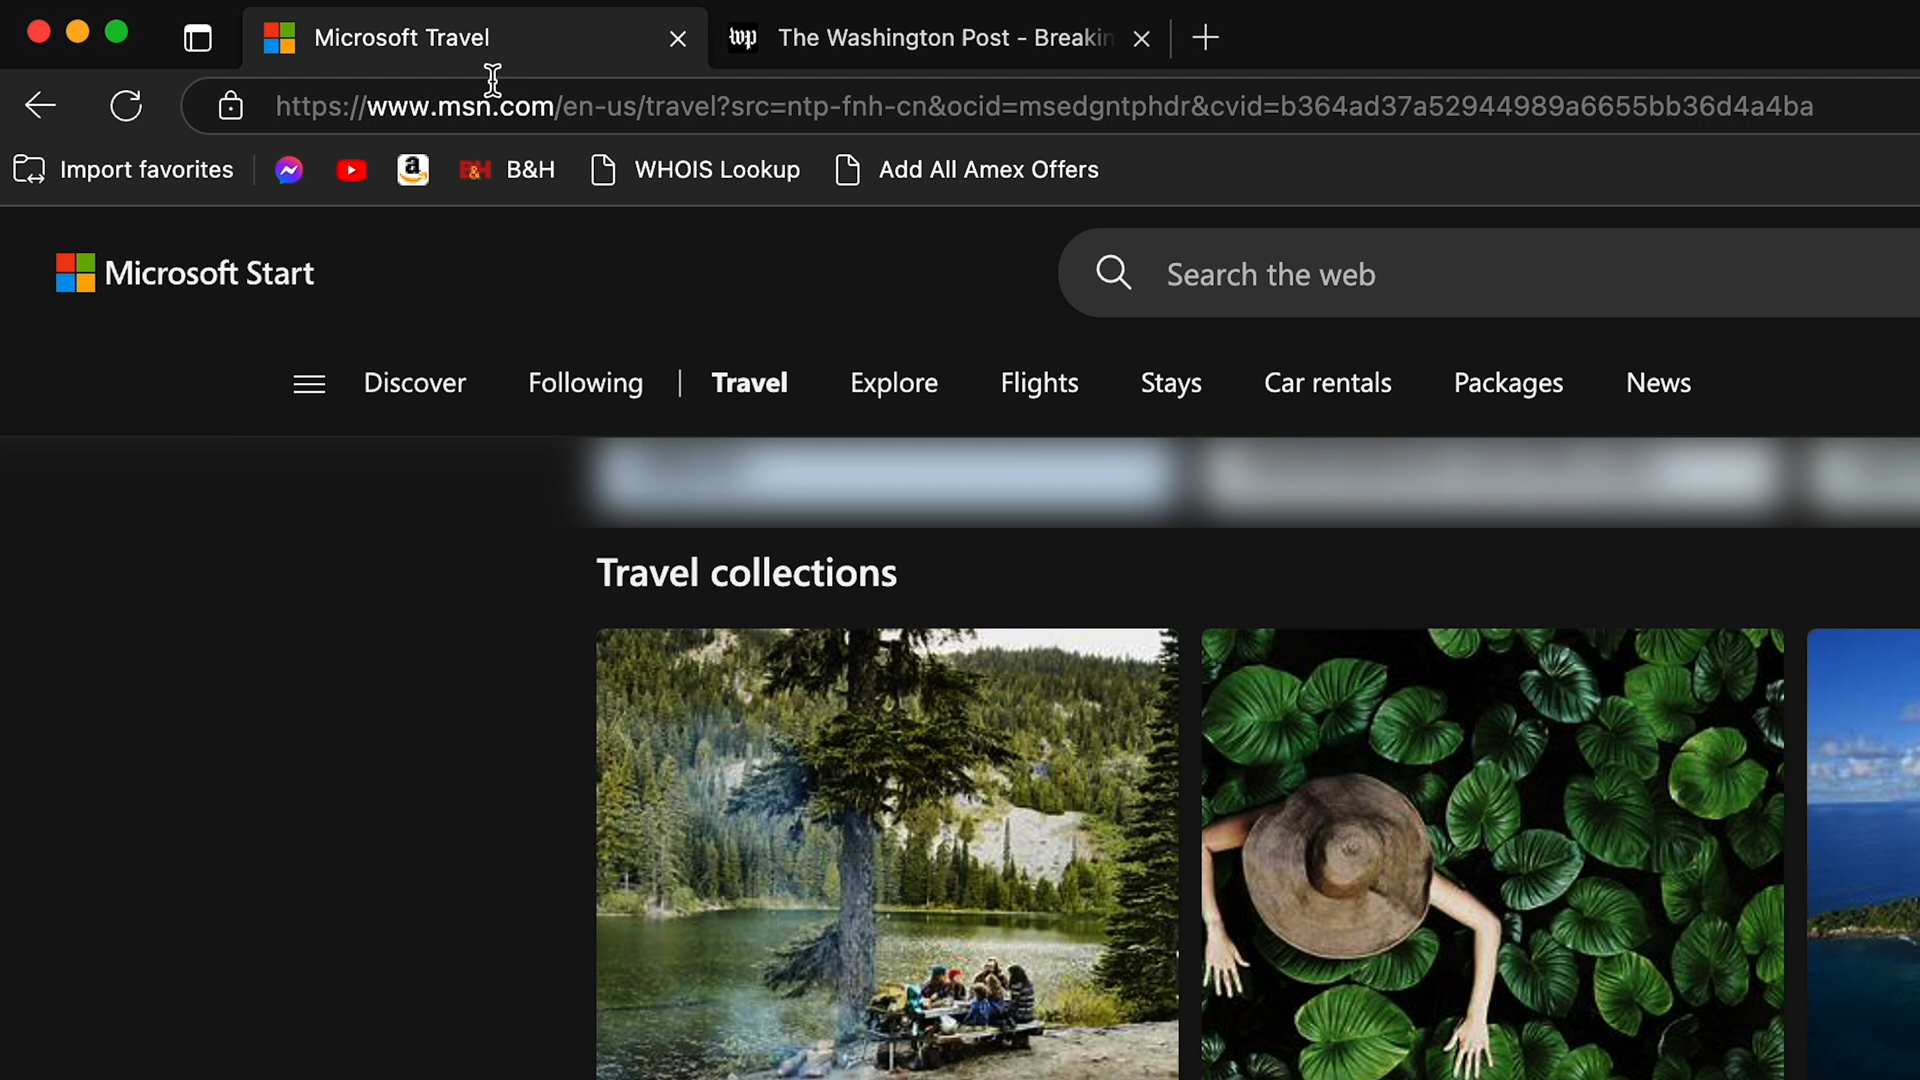 Microsoft Travel
wp The Washington Post - Breakin
https://www.msn.com/en-us/travel?src=ntp-fnh-cn&ocid=msedgntphdr&cvid=b364ad37a52944989a6655bb36d4a4ba
Import favorites a B&H B&H WHOIS Lookup Add All Amex Offers
Microsoft Start
Search the web
Discover Following | Travel Explore Flights Stays Car rentals Packages News
Travel collections